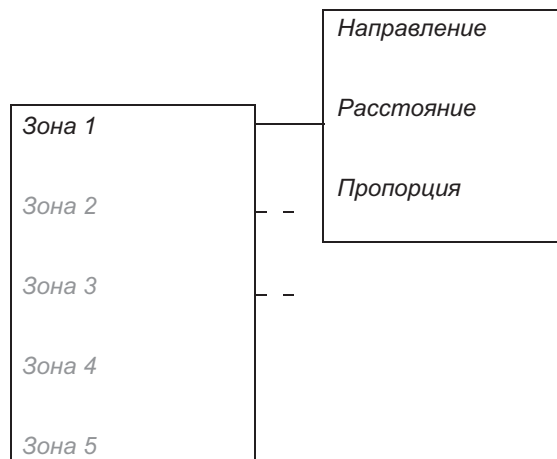 Направление
Расстояние
Пропорция
Зона 1
Зона 2
Зона 3
Зона 4
Зона 5